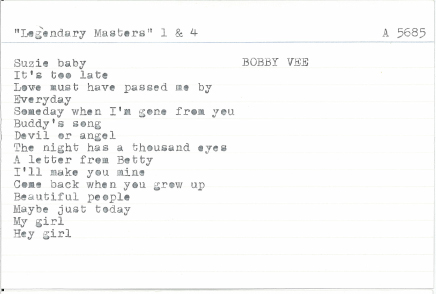 "Legendary Masters" 1 & 4 A 5685
Suzie baby BOBBY VEE
It's too late
Love must have passed me by
Everyday
Someday when I'm gone from you
Buddy's song
Devil or angel
The night has a thousand eyes
A letter from Betty
I'll make you mine
Come back when you grow up
Beautiful people
Maybe just today
My girl
Hey girl